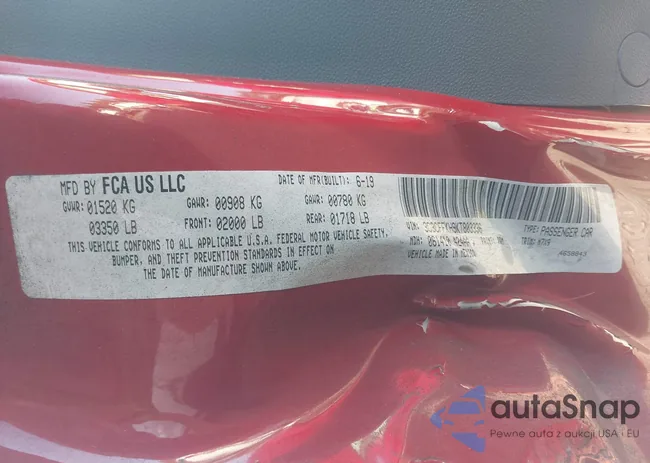 MFD BY FCA US LLC DATE OF MFR(BUILT): 6-19
GVWR: 01520 KG GAWR: 00908 KG GAWR: 00780 KG
03350 LB FRONT: 02000 LB REAR: 01718 LB
THIS VEHICLE CONFORMS TO ALL APPLICABLE U.S.A. FEDERAL MOTOR VEHICLE SAFETY,
BUMPER, AND THEFT PREVENTION STANDARDS IN EFFECT ON
THE DATE OF MANUFACTURE SHOWN ABOVE.
VIN: TYPE: PASSENGER CAR
MDH:
VEHICLE MADE IN
autaSnap
Pewne auta z aukcji USA i EU